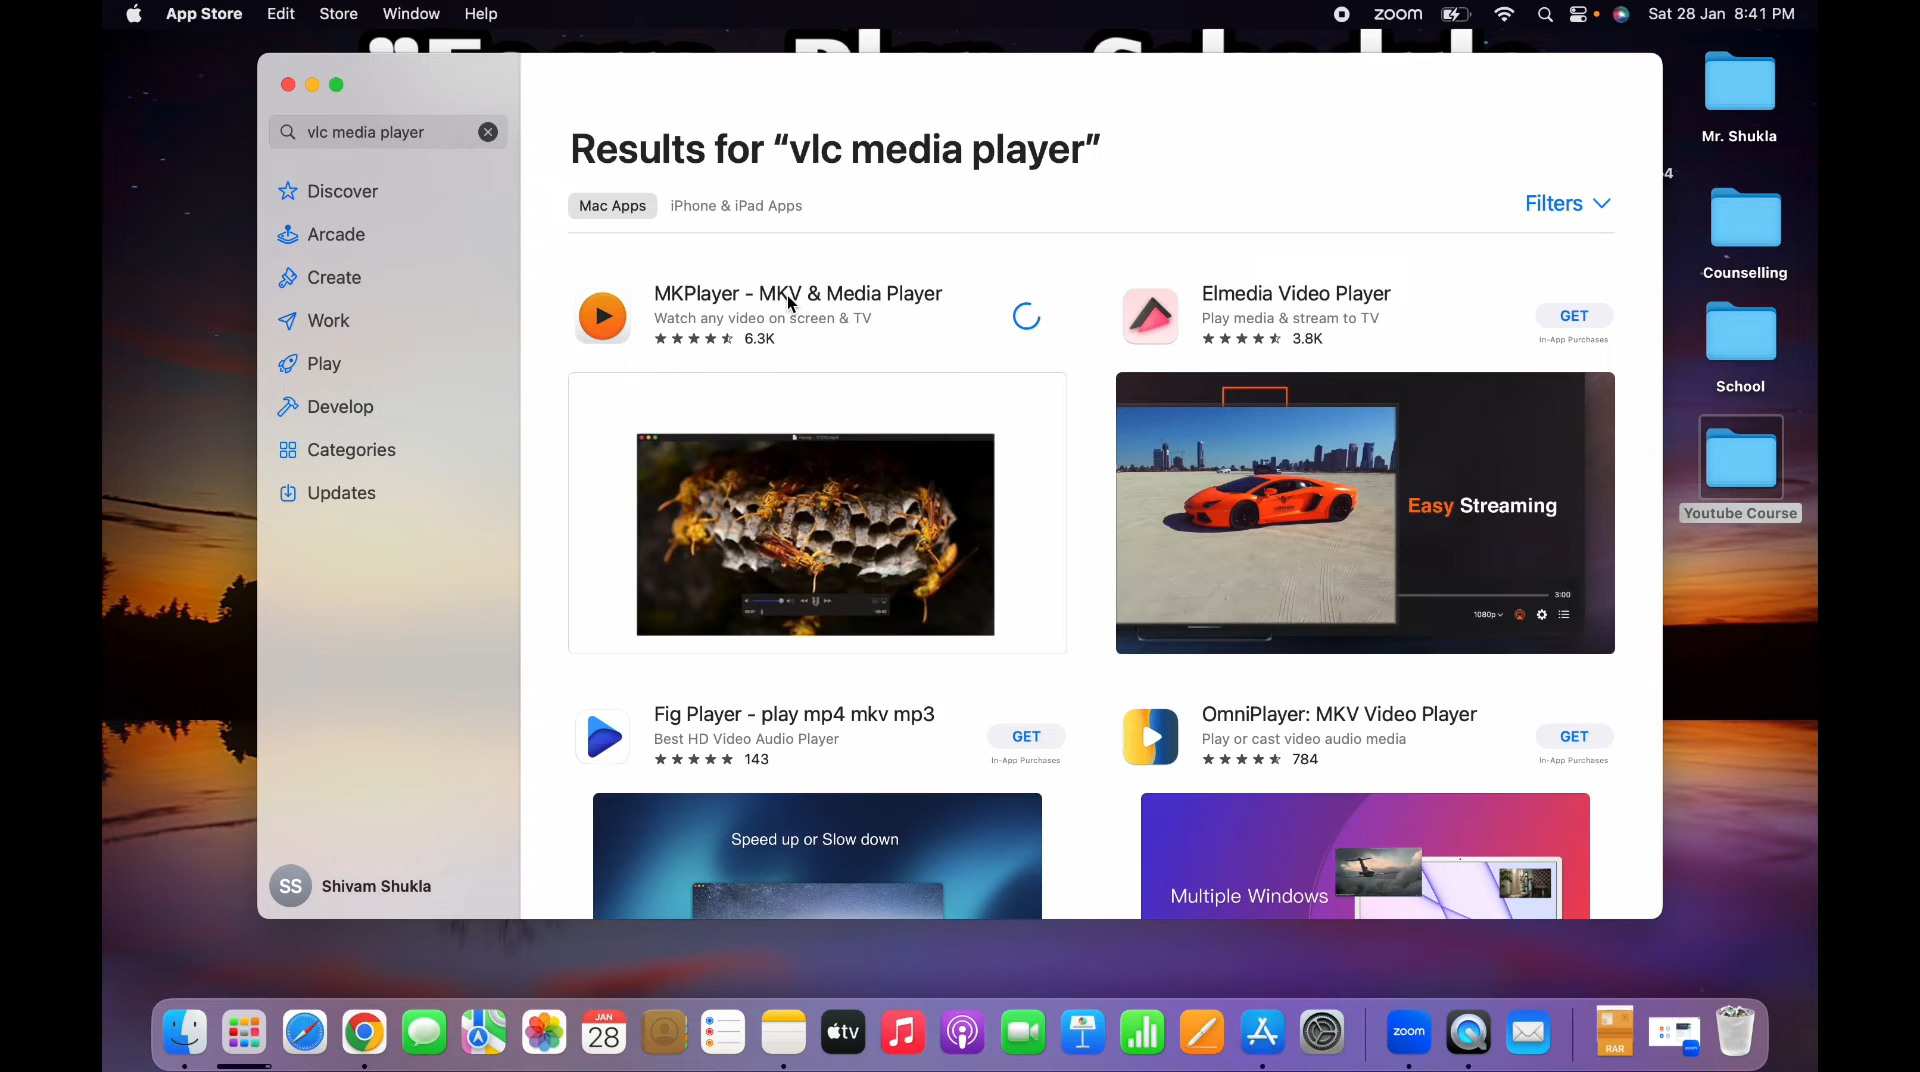 App Store Edit Store Window Help
zoom Sat 28 Jan 8:41 PM
vlc media player
Discover
Arcade
Create
Work
Play
Develop
Categories
Updates
SS Shivam Shukla
Results for “vlc media player”
Mac Apps iPhone & iPad Apps
Filters
MKPlayer - MKV & Media Player
Watch any video on screen & TV
6.3K
Elmedia Video Player
Play media & stream to TV
3.8K
GET
In-App Purchases
Easy Streaming
3:00
1080p
Fig Player - play mp4 mkv mp3
Best HD Video Audio Player
143
GET
In-App Purchases
Speed up or Slow down
OmniPlayer: MKV Video Player
Play or cast video audio media
784
GET
In-App Purchases
Multiple Windows
Mr. Shukla
4
Counselling
School
Youtube Course
JAN
28
tv
zoom
RAR